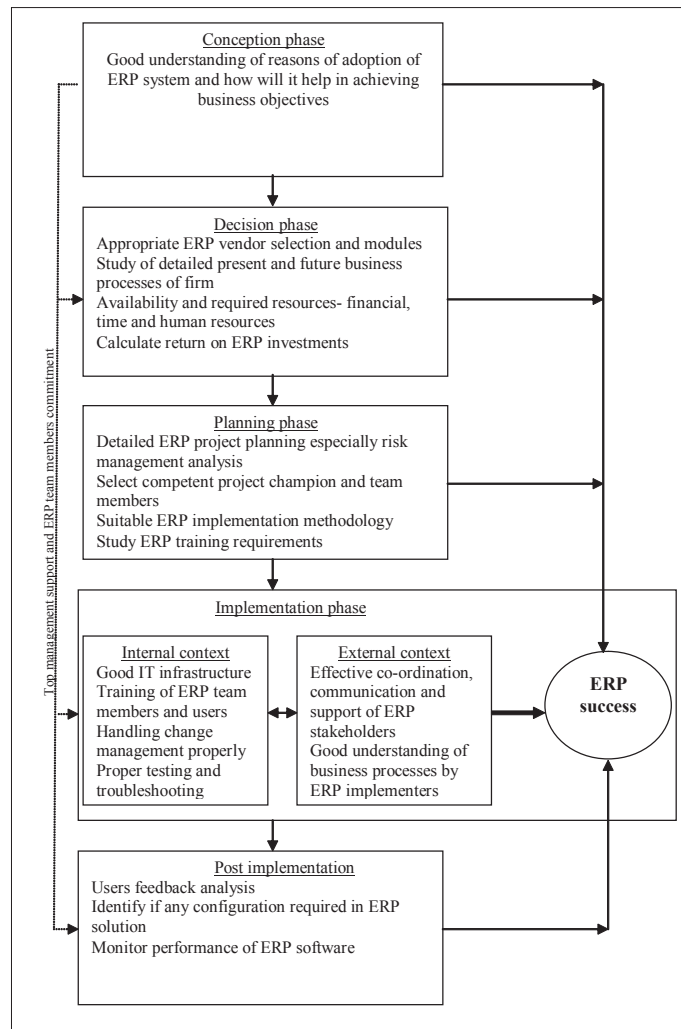 Conception phase
Good understanding of reasons of adoption of
ERP system and how will it help in achieving
business objectives
Decision phase
Appropriate ERP vendor selection and modules
Study of detailed present and future business
processes of firm
Availability and required resources- financial,
time and human resources
Calculate return on ERP investments
Top management support and ERP team members commitment
Planning phase
Detailed ERP project planning especially risk
management analysis
Select competent project champion and team
members
Suitable ERP implementation methodology
Study ERP training requirements
Implementation phase
Internal context
Good IT infrastructure
Training of ERP team
members and users
Handling change
management properly
Proper testing and
troubleshooting
External context
Effective co-ordination,
communication and
support of ERP
stakeholders
Good understanding of
business processes by
ERP implementers
ERP
success
Post implementation
Users feedback analysis
Identify if any configuration required in ERP
solution
Monitor performance of ERP software